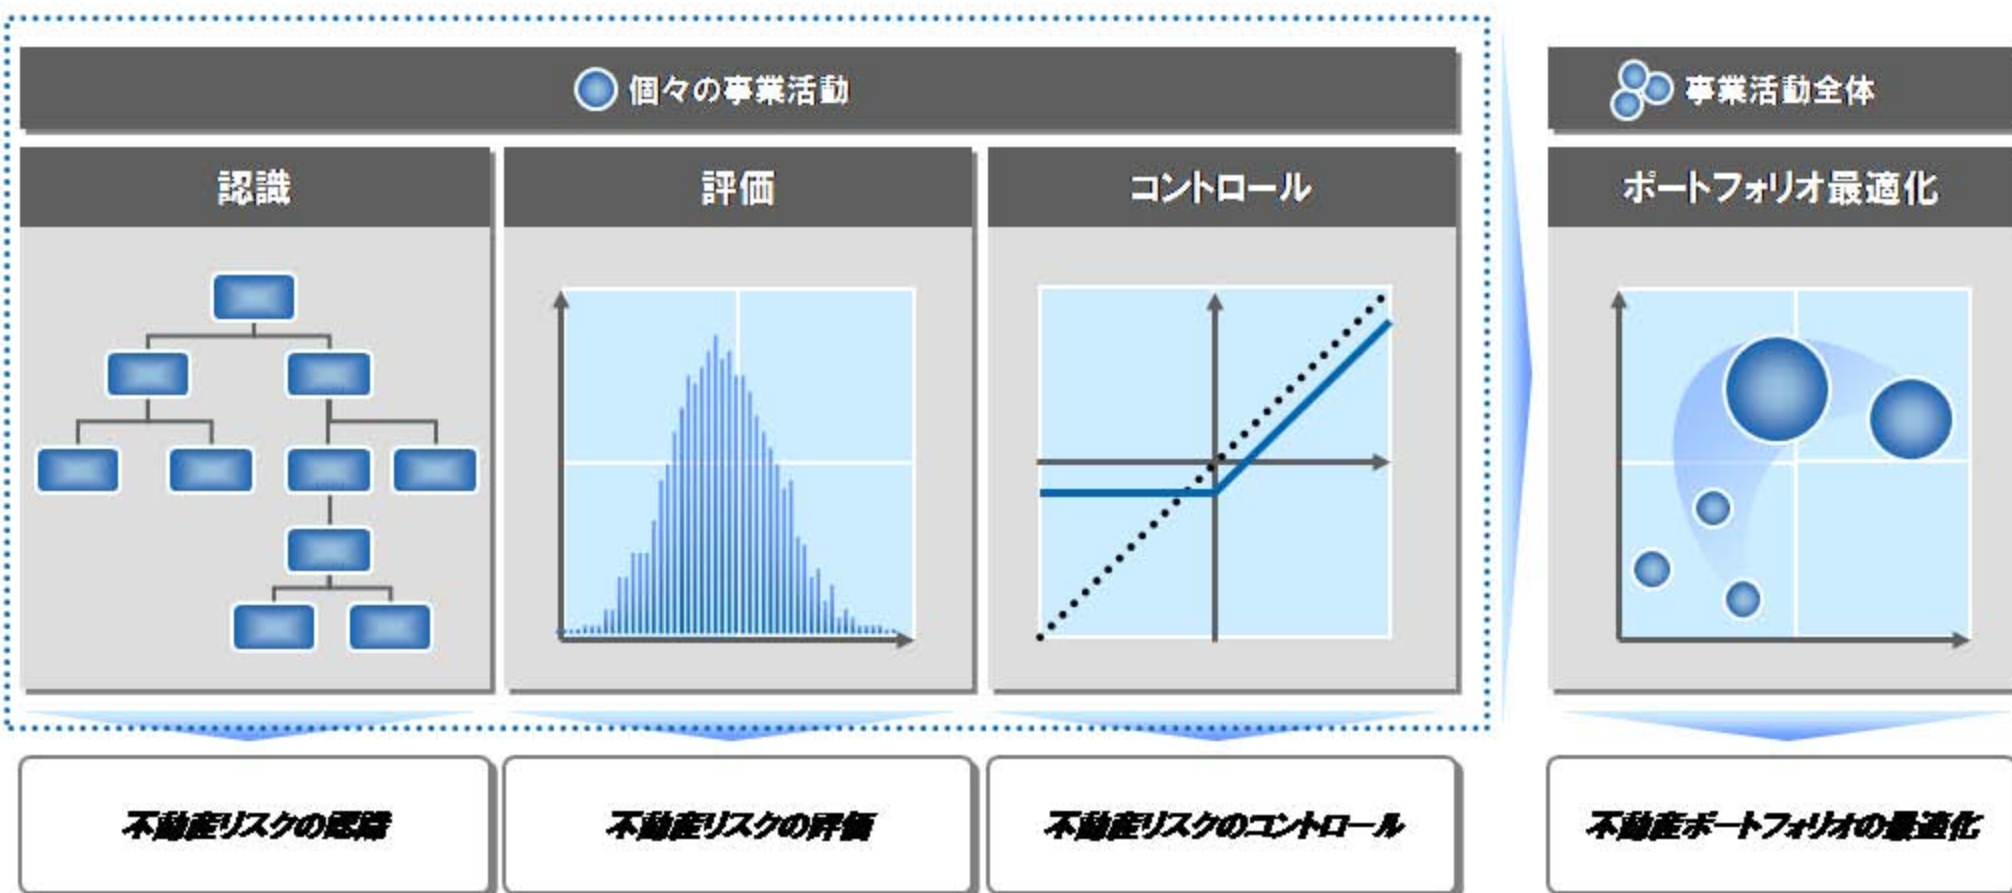 個々の事業活動
事業活動全体
認識
評価
コントロール
ポートフォリオ最適化
不動産リスクの認識
不動産リスクの評価
不動産リスクのコントロール
不動産ポートフォリオの最適化